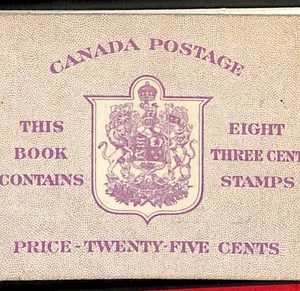 CANADA POSTAGE
THIS
BOOK
CONTAINS
EIGHT
THREE CENT
STAMPS
PRICE - TWENTY-FIVE CENTS